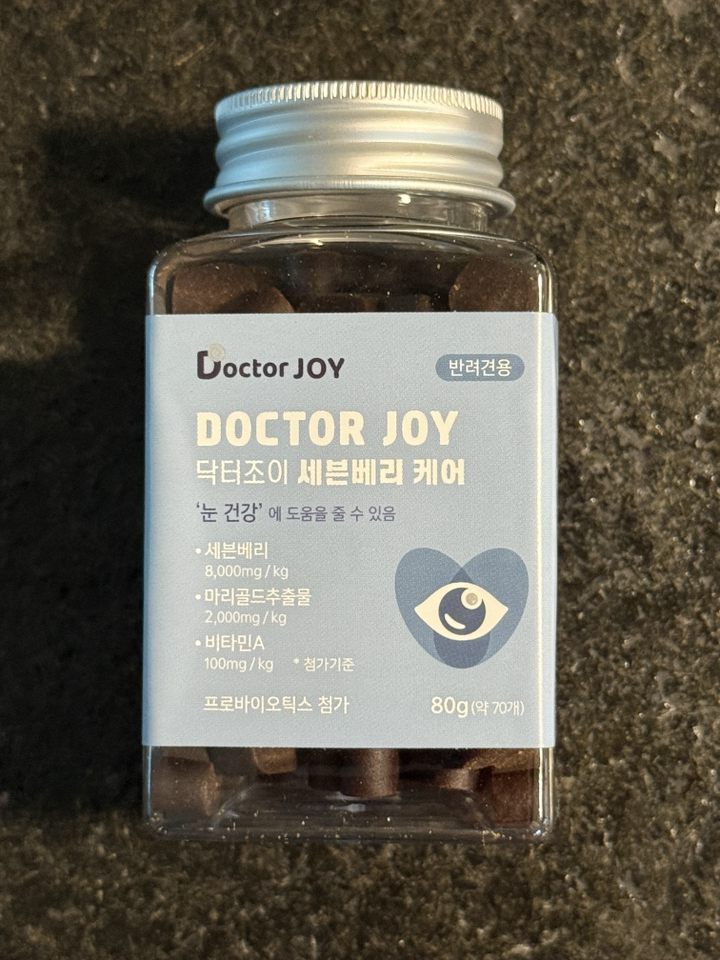 Doctor JOY
반려견용
DOCTOR JOY
닥터조이 세븐베리 케어
‘눈 건강’ 에 도움을 줄 수 있음
• 세븐베리
8,000mg / kg
• 마리골드추출물
2,000mg / kg
• 비타민A
100mg / kg * 첨가기준
프로바이오틱스 첨가
80g (약 70개)